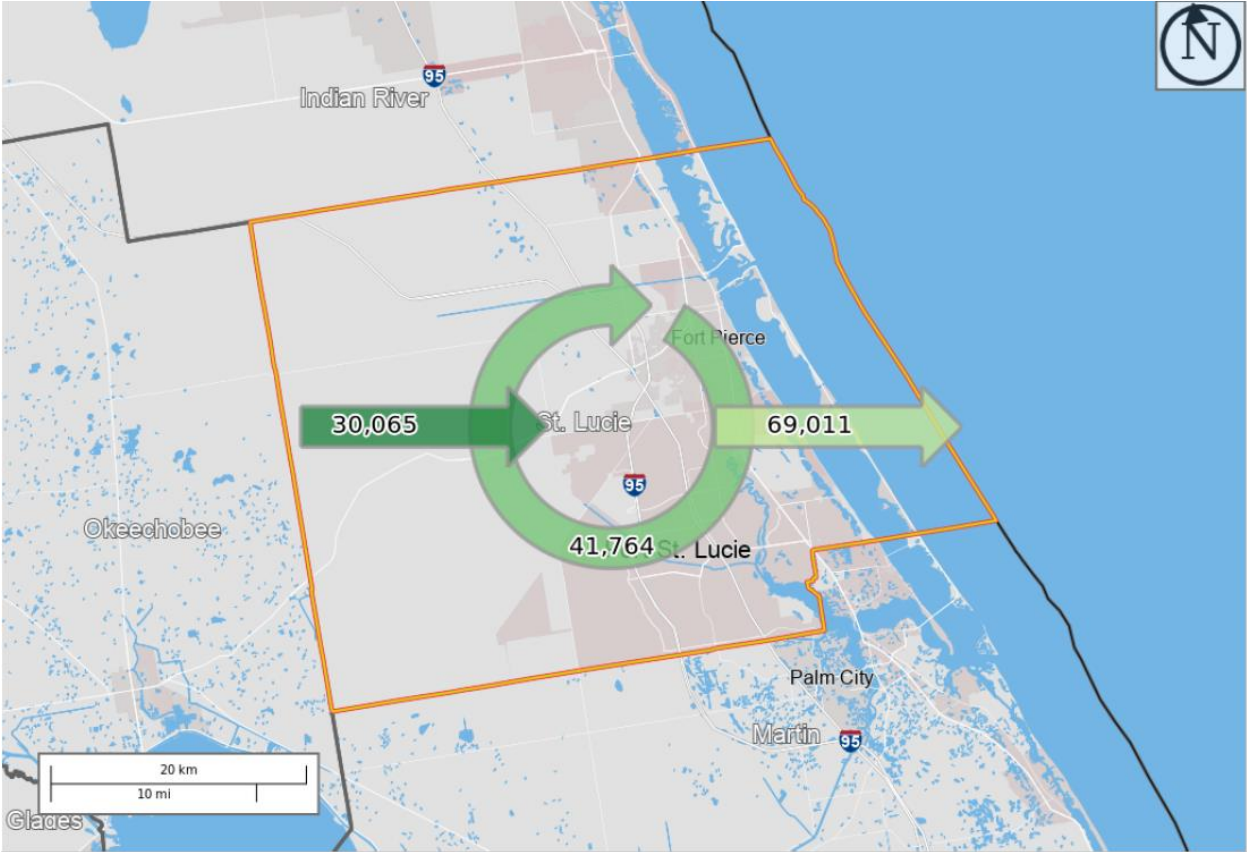 N
95
Indian River
Fort Pierce
30,065
St. Lucie
69,011
95
Okeechobee
41,764
St. Lucie
Palm City
Martin
95
20 km
10 mi
Glades